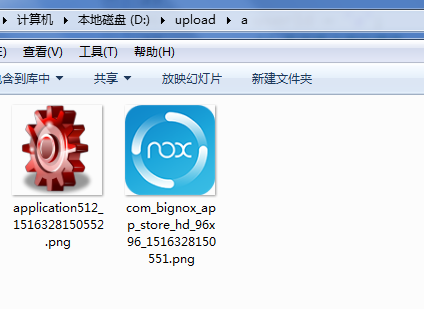 计算机 本地磁盘 (D:) upload a
E) 查看(V) 工具(T) 帮助(H)
含到库中 共享 放映幻灯片 新建文件夹
nox
application512_
1516328150552
.png
com_bignox_ap
p_store_hd_96x
96_1516328150
551.png